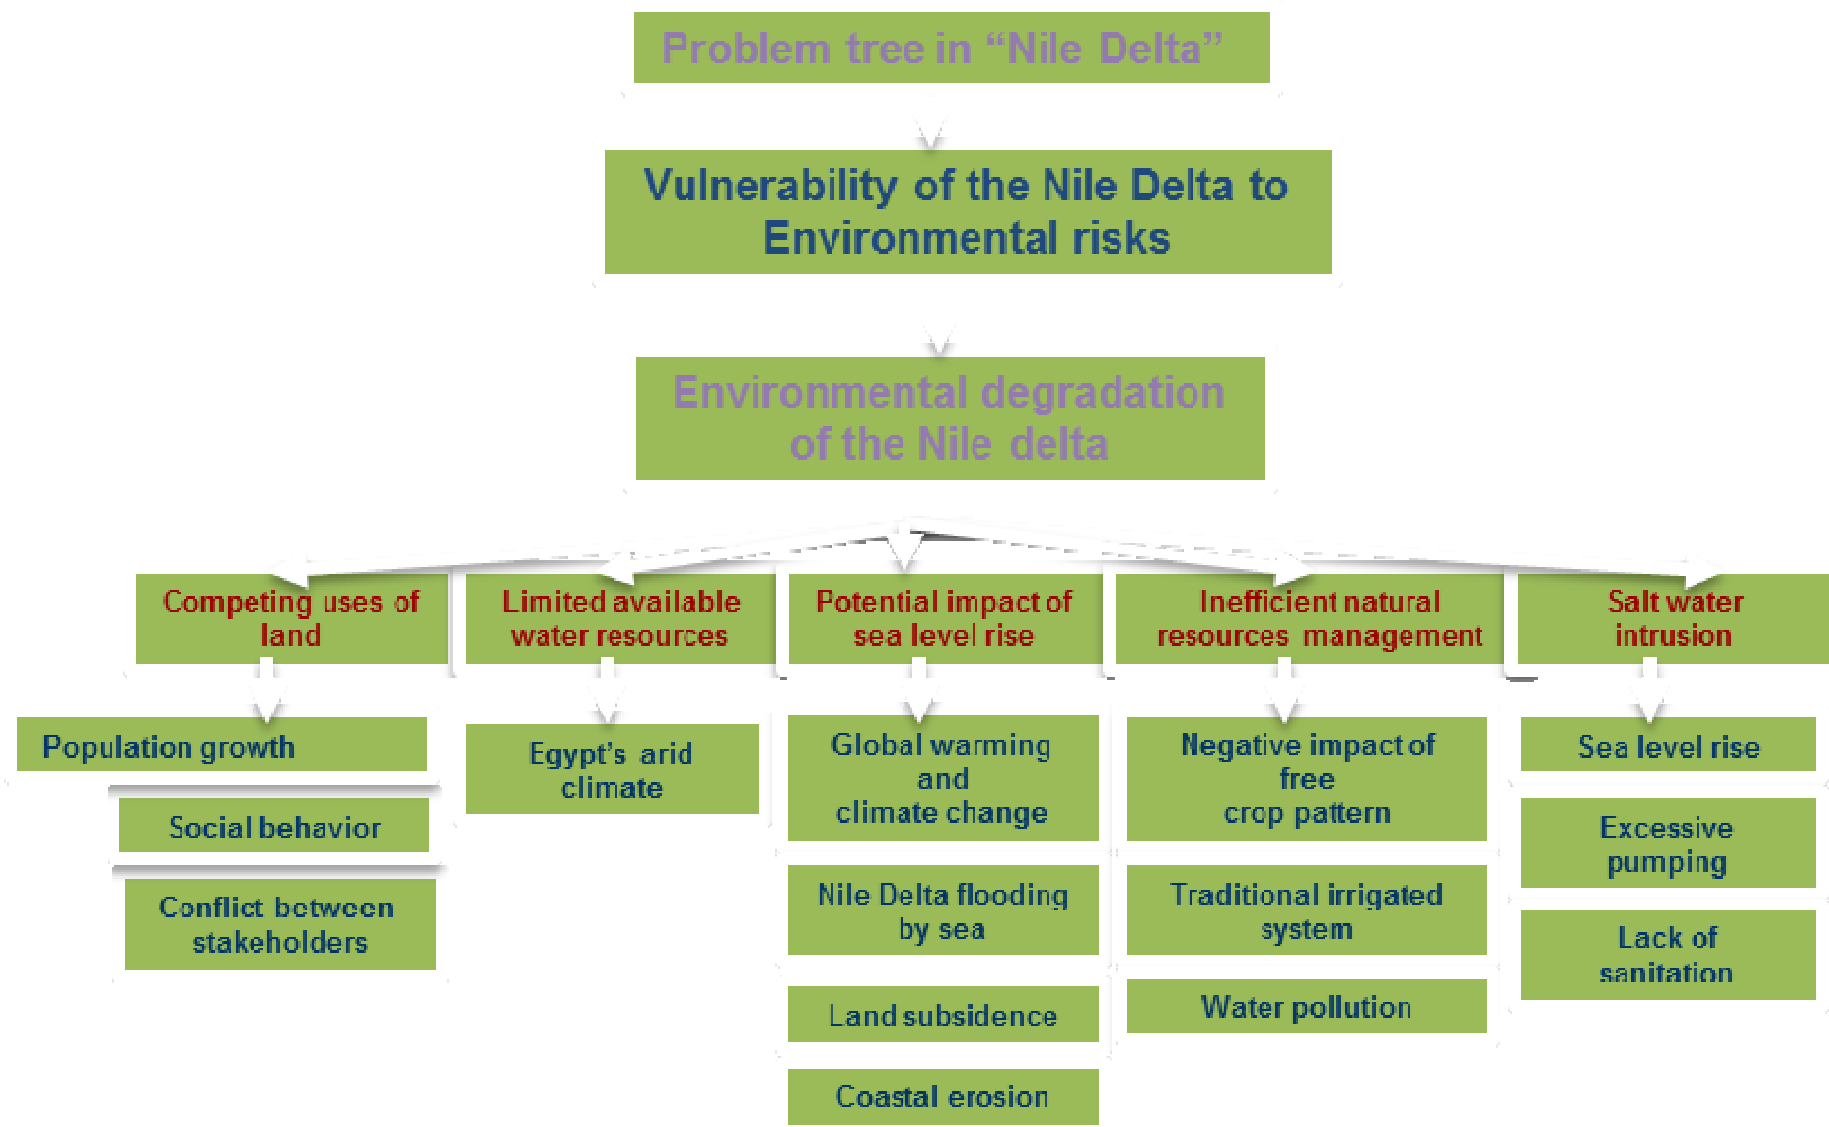 Problem tree in “Nile Delta”
Vulnerability of the Nile Delta to
Environmental risks
Environmental degradation
of the Nile delta
Competing uses of
land
Limited available
water resources
Potential impact of
sea level rise
Inefficient natural
resources management
Salt water
intrusion
Population growth
Social behavior
Conflict between
stakeholders
Egypt’s arid
climate
Global warming
and
climate change
Nile Delta flooding
by sea
Land subsidence
Coastal erosion
Negative impact of
free
crop pattern
Traditional irrigated
system
Water pollution
Sea level rise
Excessive
pumping
Lack of
sanitation